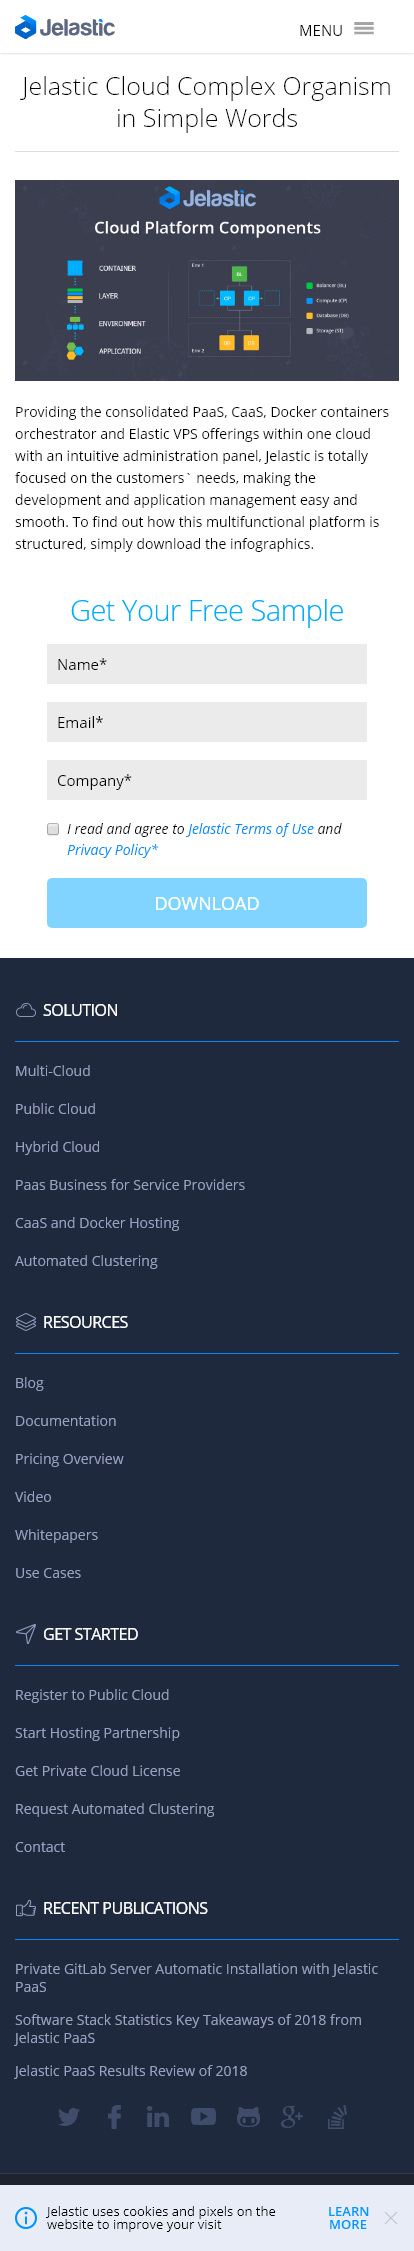 Jelastic
MENU
Jelastic Cloud Complex Organism
in Simple Words
Jelastic
Cloud Platform Components
CONTAINER
LAYER
ENVIRONMENT
APPLICATION
Env 1
BL
CP
CP
DB
DB
Env 2
Balancer (BL)
Compute (CP)
Database (DB)
Storage (ST)
Providing the consolidated PaaS, CaaS, Docker containers
orchestrator and Elastic VPS offerings within one cloud
with an intuitive administration panel, Jelastic is totally
focused on the customers` needs, making the
development and application management easy and
smooth. To find out how this multifunctional platform is
structured, simply download the infographics.
Get Your Free Sample
Name*
Email*
Company*
I read and agree to Jelastic Terms of Use and
Privacy Policy*
DOWNLOAD
SOLUTION
Multi-Cloud
Public Cloud
Hybrid Cloud
Paas Business for Service Providers
CaaS and Docker Hosting
Automated Clustering
RESOURCES
Blog
Documentation
Pricing Overview
Video
Whitepapers
Use Cases
GET STARTED
Register to Public Cloud
Start Hosting Partnership
Get Private Cloud License
Request Automated Clustering
Contact
RECENT PUBLICATIONS
Private GitLab Server Automatic Installation with Jelastic
PaaS
Software Stack Statistics Key Takeaways of 2018 from
Jelastic PaaS
Jelastic PaaS Results Review of 2018
Jelastic uses cookies and pixels on the
website to improve your visit
LEARN
MORE